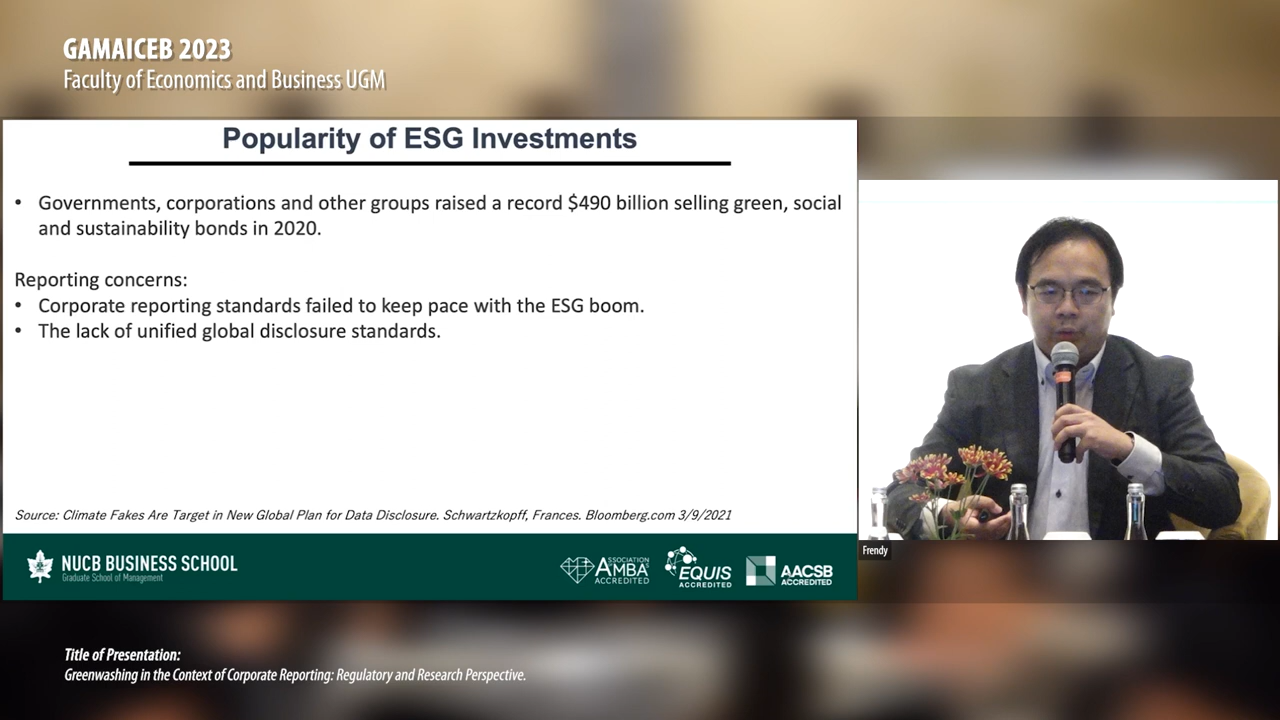 GAMAICEB 2023
Faculty of Economics and Business UGM
Popularity of ESG Investments
• Governments, corporations and other groups raised a record $490 billion selling green, social
and sustainability bonds in 2020.
Reporting concerns:
• Corporate reporting standards failed to keep pace with the ESG boom.
• The lack of unified global disclosure standards.
Source: Climate Fakes Are Target in New Global Plan for Data Disclosure. Schwartzkopff, Frances. Bloomberg.com 3/9/2021
NUCB BUSINESS SCHOOL
Graduate School of Management
ASSOCIATION
AMBA
ACCREDITED
EQUIS
ACCREDITED
AACSB
ACCREDITED
Frendy
Title of Presentation:
Greenwashing in the Context of Corporate Reporting: Regulatory and Research Perspective.